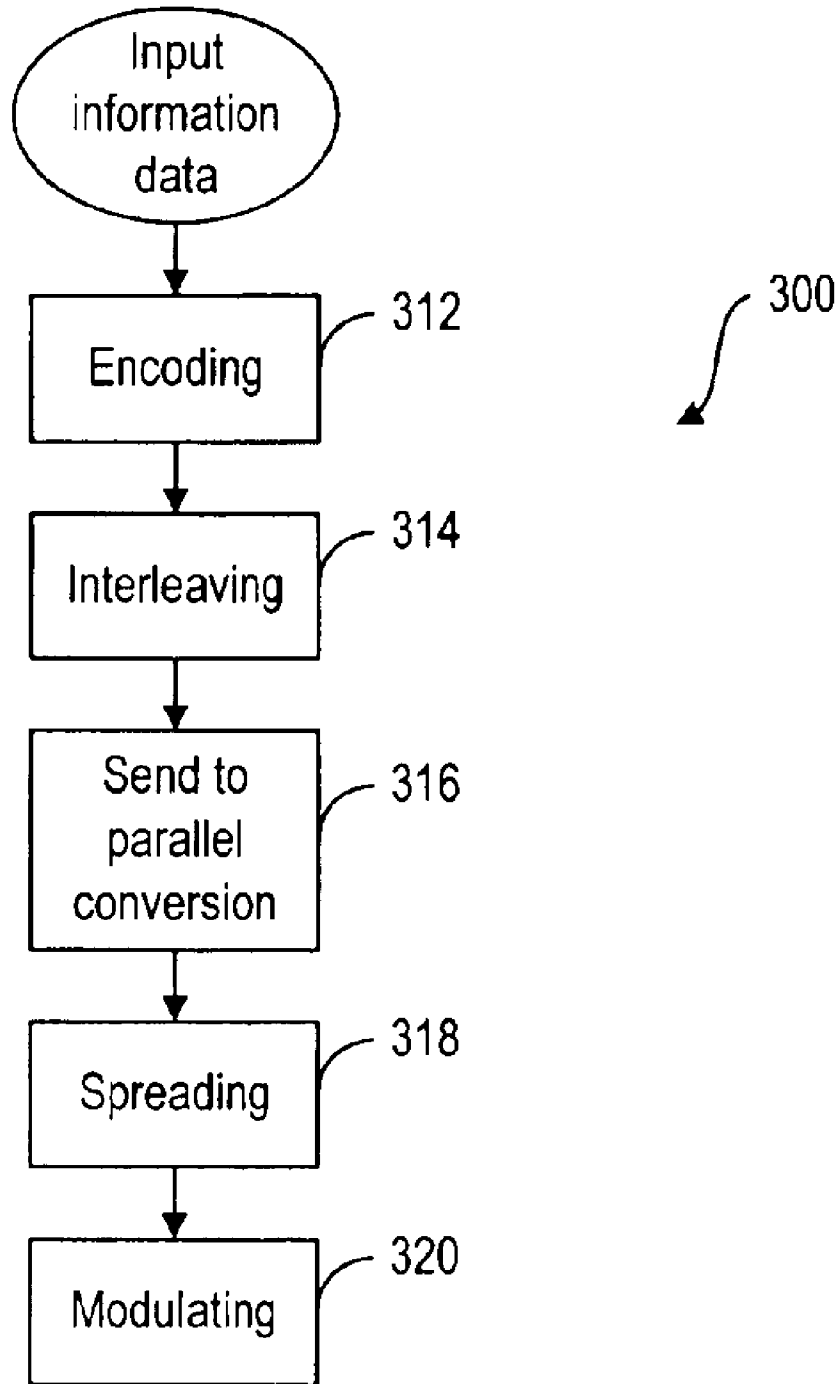 Input
information
data
312
300
Encoding
314
Interleaving
Send to
316
parallel
conversion
318
Spreading
320
Modulating